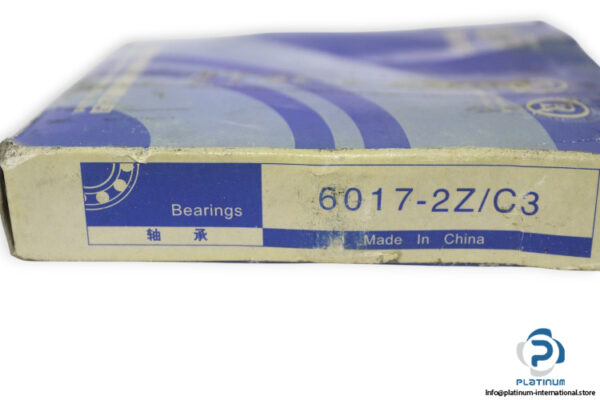 Bearings
轴 承
6017-2Z/C3
Made In China
PLATINUM
Info@platinum-international.store